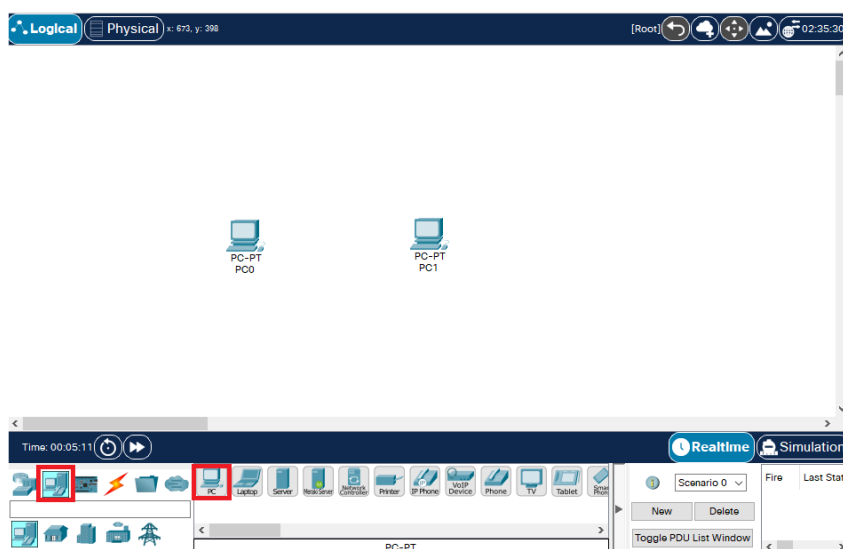 Logical Physical x: 673, y: 398 [Root] 02:35:30
PC-PT
PC0
PC-PT
PC1
Time: 00:05:11 Realtime Simulation
PC Laptop Server Meraki Server Network Controller Printer IP Phone VoIP Device Phone TV Tablet
Scenario 0 Fire Last Stat
New Delete
Toggle PDU List Window
PC-PT